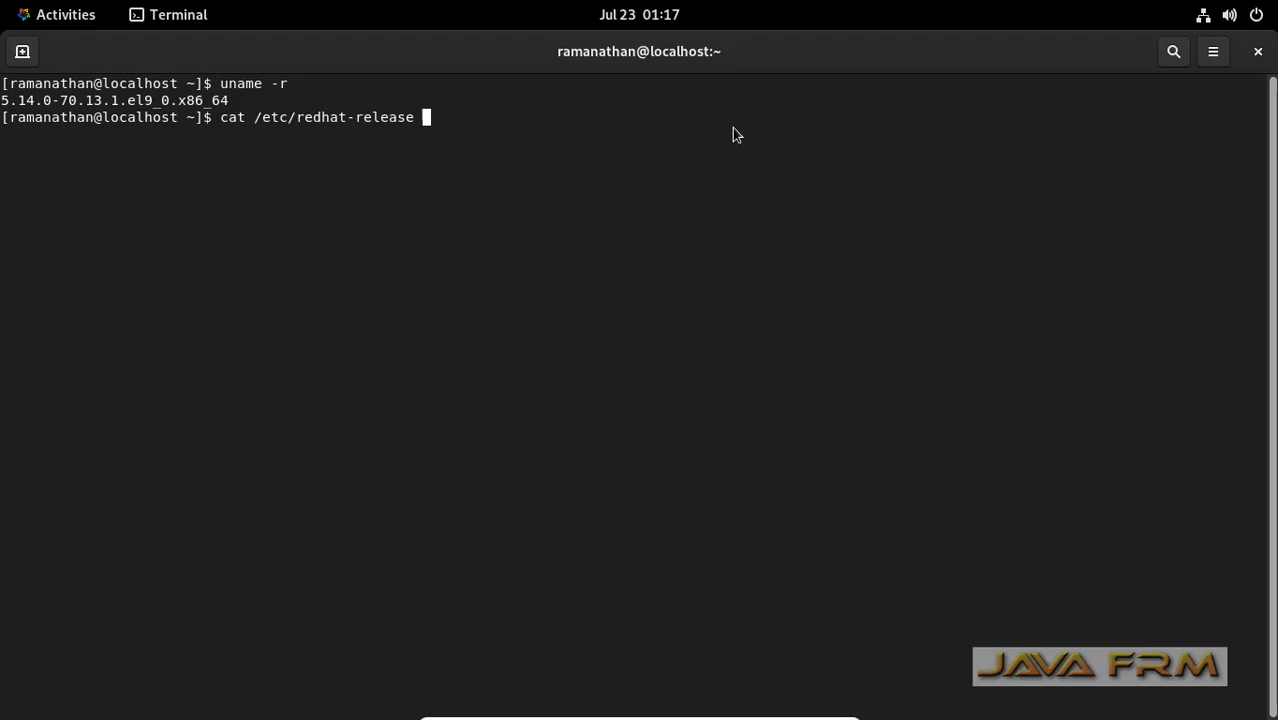 Activities
Terminal
Jul 23 01:17
ramanathan@localhost:~
[ramanathan@localhost ~]$ uname -r
5.14.0-70.13.1.el9_0.x86_64
[ramanathan@localhost ~]$ cat /etc/redhat-release
JAVA FRM